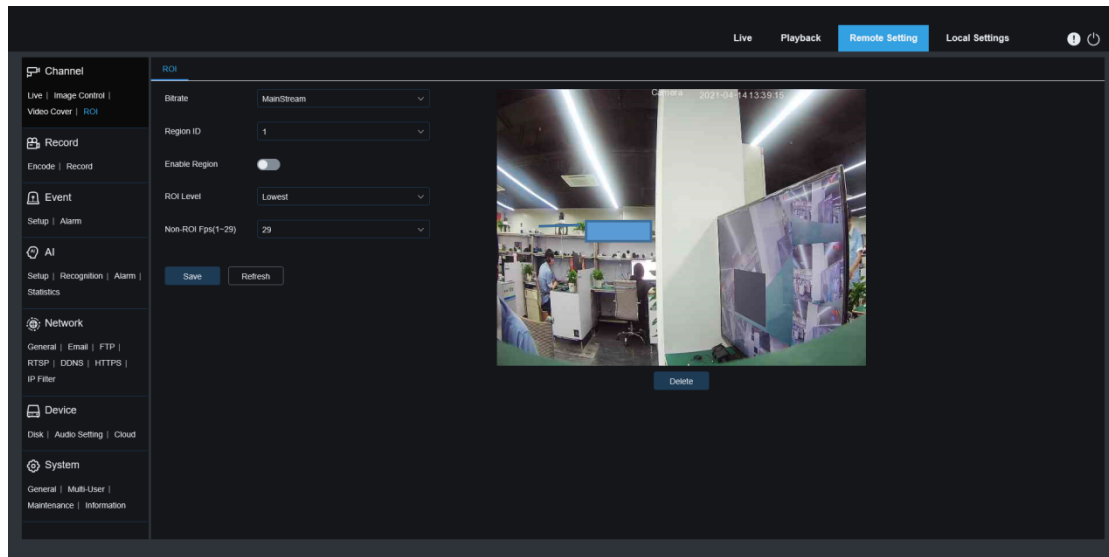 Live Playback Remote Setting Local Settings
Channel
Live | Image Control |
Video Cover | ROI
Record
Encode | Record
Event
Setup | Alarm
AI
Setup | Recognition | Alarm |
Statistics
Network
General | Email | FTP |
RTSP | DDNS | HTTPS |
IP Filter
Device
Disk | Audio Setting | Cloud
System
General | Multi-User |
Maintenance | Information
ROI
Bitrate MainStream
Region ID 1
Enable Region
ROI Level Lowest
Non-ROI Fps(1~29) 29
Save Refresh
Camera 2021-04-14 13:39:15
Delete